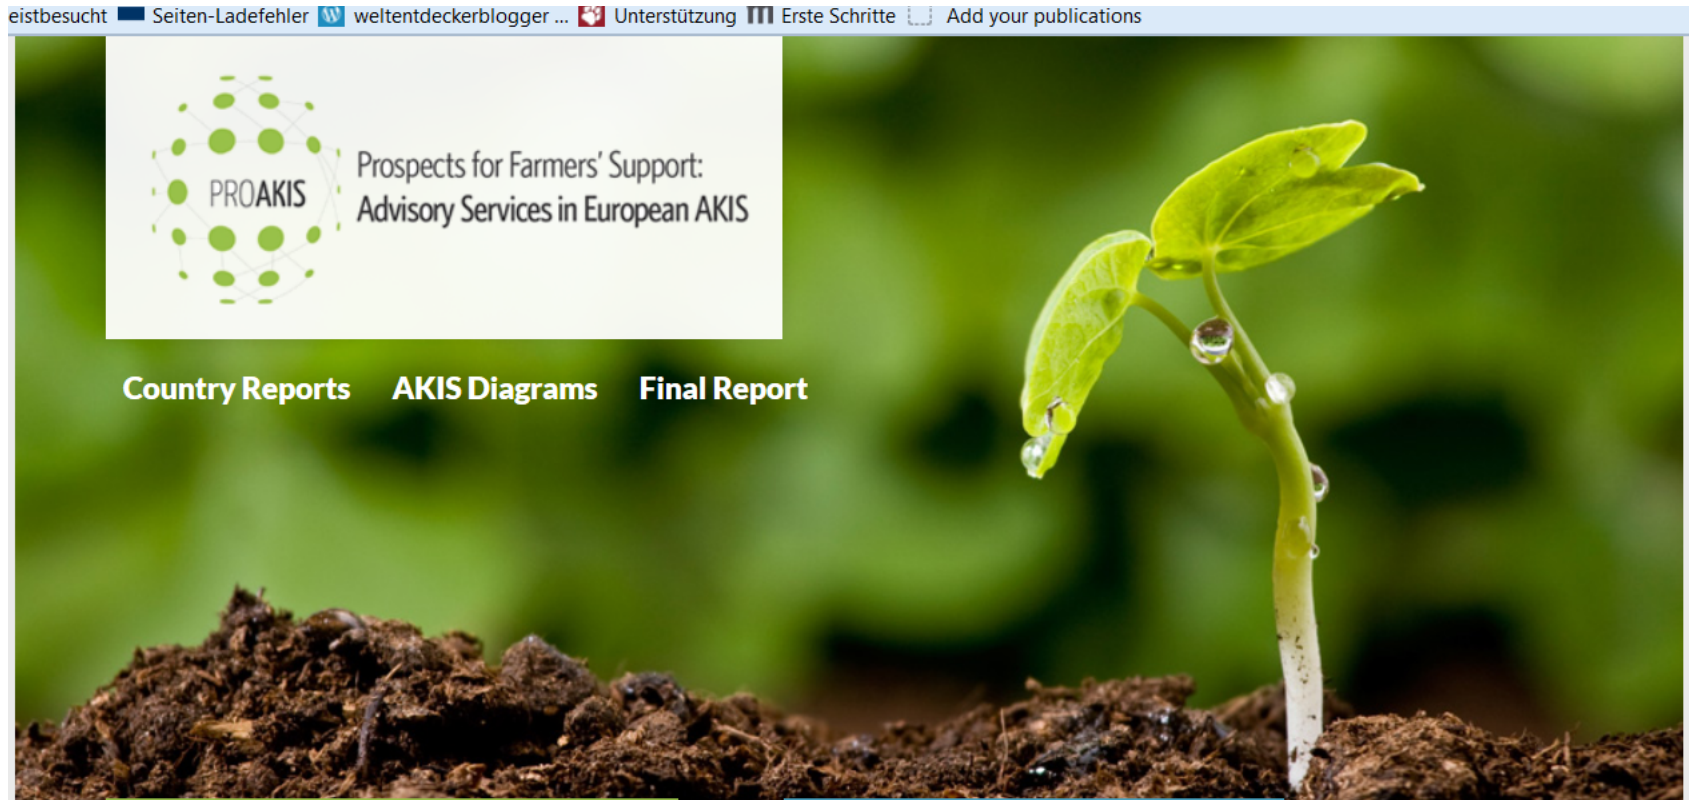 eistbesucht Seiten-Ladefehler weltentdeckerblogger ... Unterstützung Erste Schritte Add your publications
PROAKIS
Prospects for Farmers' Support:
Advisory Services in European AKIS
Country Reports AKIS Diagrams Final Report